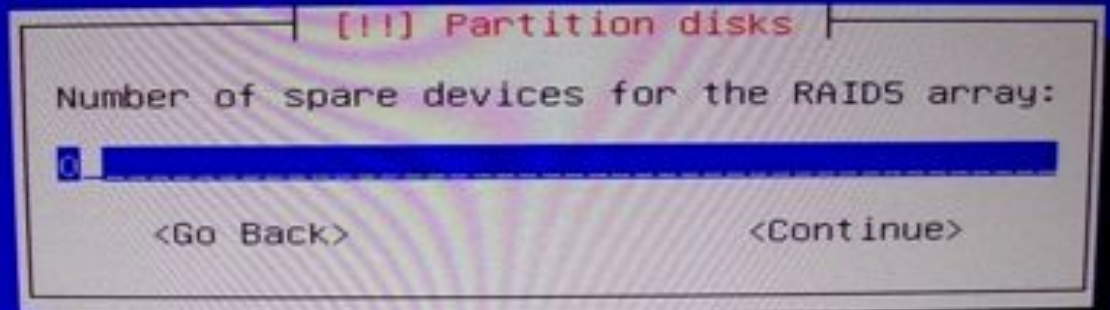 [!!] Partition disks
Number of spare devices for the RAID5 array:
0
<Go Back> <Continue>